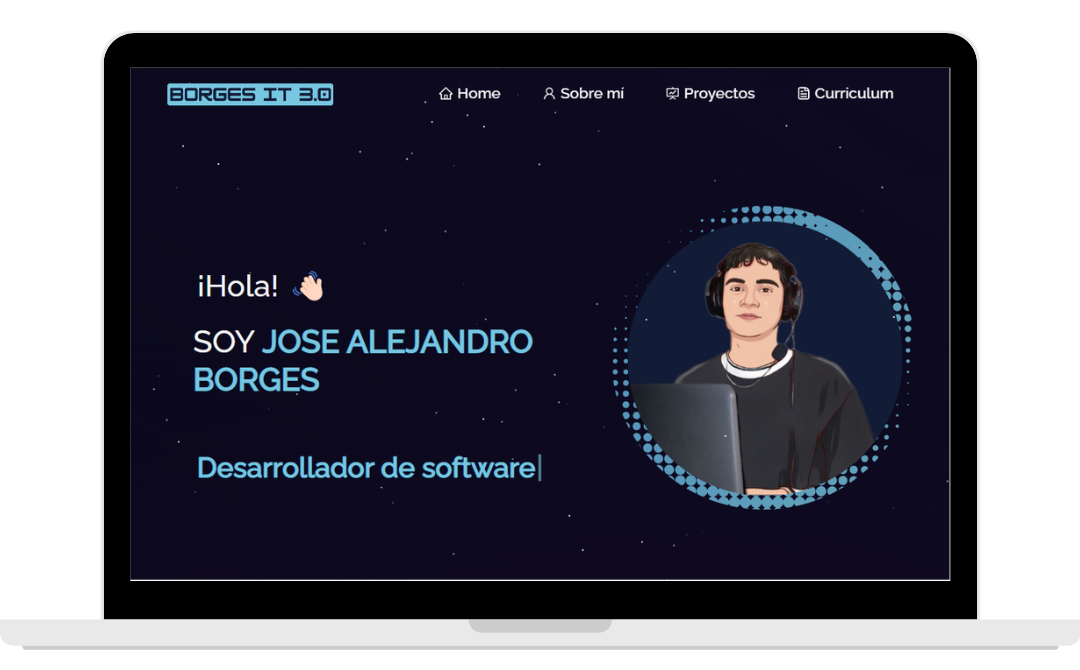 BORGES IT 3.0
Home Sobre mí Proyectos Curriculum
¡Hola! 👋🏻
SOY JOSE ALEJANDRO
BORGES
Desarrollador de software|